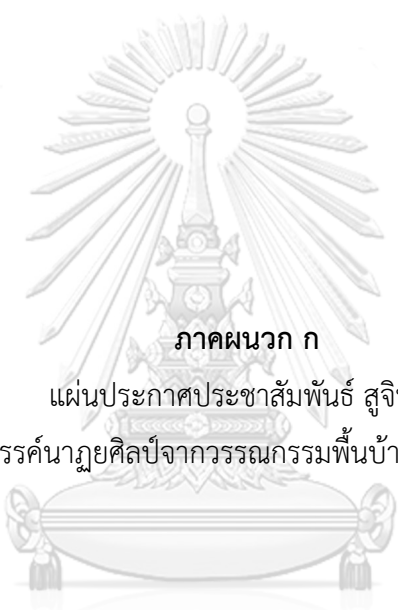 ภาคผนวก ก
แผ่นประกาศประชาสัมพันธ์ สูจิ
รรค์นาฏยศิลป์จากวรรณกรรมพื้นบ้า